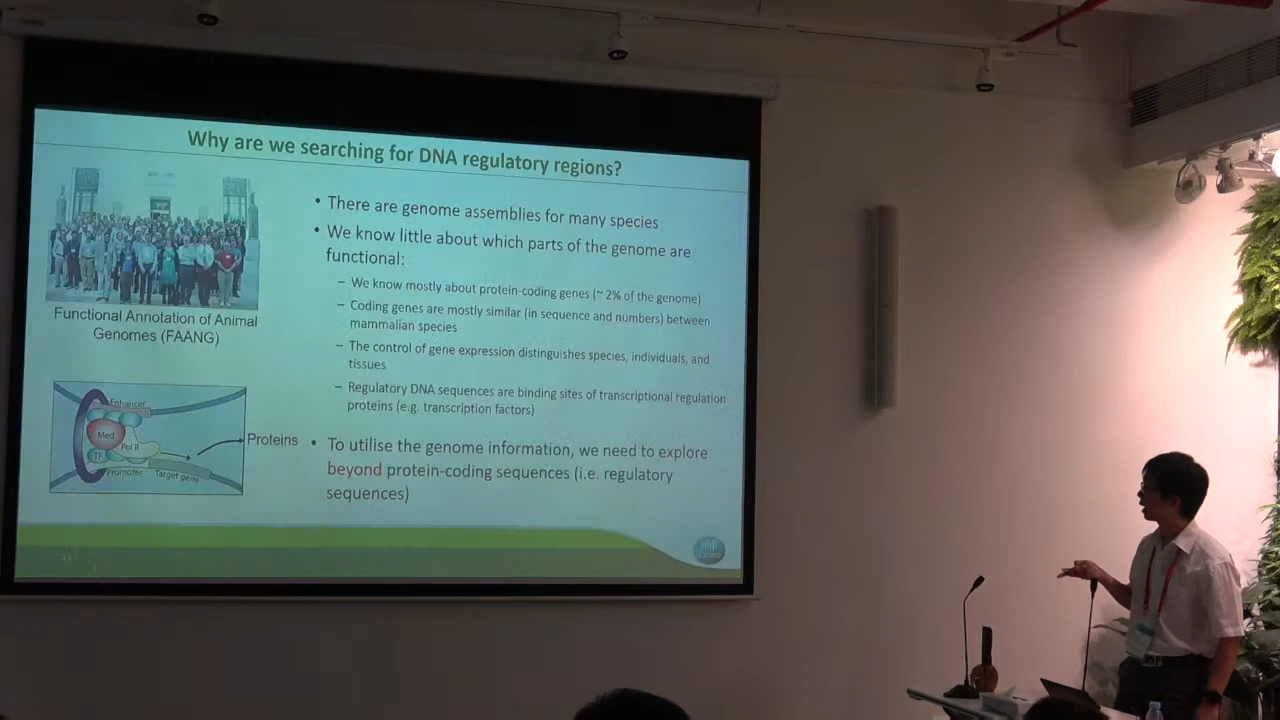 Why are we searching for DNA regulatory regions?
• There are genome assemblies for many species
• We know little about which parts of the genome are
functional:
– We know mostly about protein-coding genes (~ 2% of the genome)
– Coding genes are mostly similar (in sequence and numbers) between
mammalian species
– The control of gene expression distinguishes species, individuals, and
tissues
– Regulatory DNA sequences are binding sites of transcriptional regulation
proteins (e.g. transcription factors)
• To utilise the genome information, we need to explore
beyond protein-coding sequences (i.e. regulatory
sequences)
Functional Annotation of Animal
Genomes (FAANG)
Enhancer
Med
Pol II
TF
Promoter
Target gene
Proteins